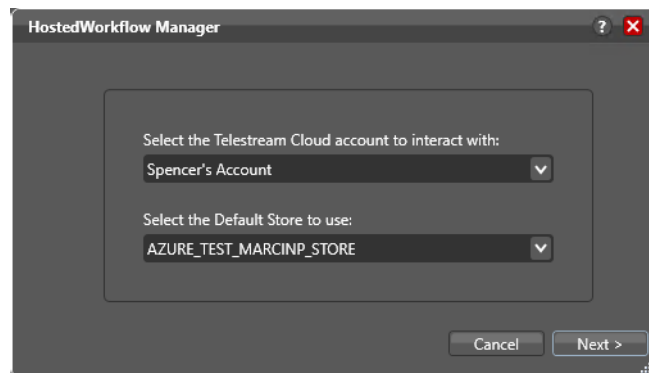 HostedWorkflow Manager ?
Select the Telestream Cloud account to interact with:
Spencer's Account
Select the Default Store to use:
AZURE_TEST_MARCINP_STORE
Cancel Next >